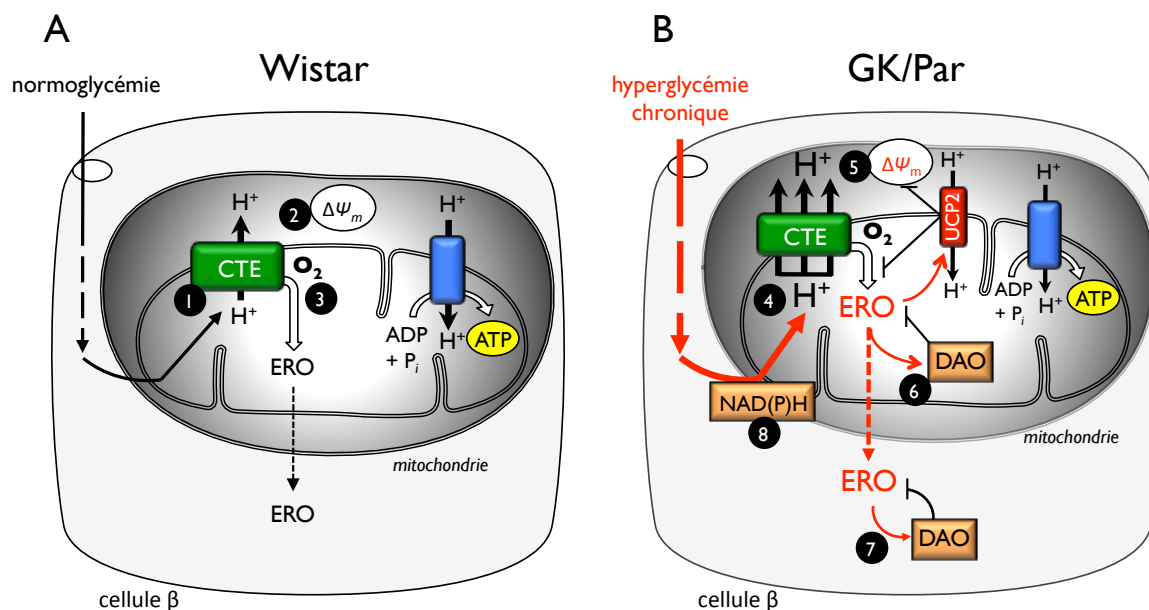 A
Wistar
normoglycémie
H⁺
2
ΔΨm
H⁺
CTE
O₂
1
3
H⁺
ADP
+ Pi
H⁺
ATP
ERO
mitochondrie
ERO
cellule β
B
GK/Par
hyperglycémie
chronique
H⁺
H⁺
5
ΔΨm
H⁺
H⁺
CTE
O₂
UCP2
4
H⁺
ERO
H⁺
ADP
+ Pi
H⁺
ATP
DAO
6
NAD(P)H
8
mitochondrie
ERO
DAO
7
cellule β